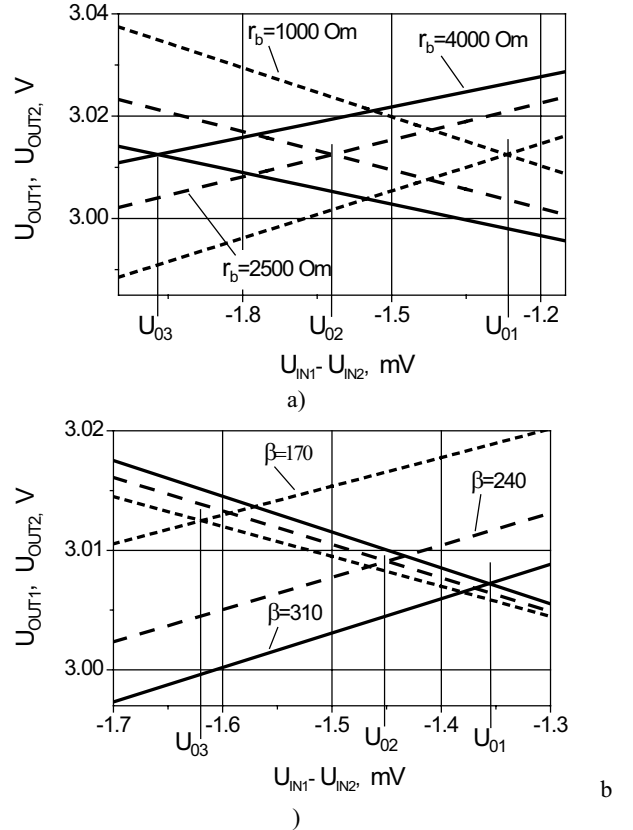 3.04
r_b=1000 Om
r_b=4000 Om
3.02
3.00
r_b=2500 Om
U_OUT1, U_OUT2, V
U_03 -1.8 U_02 -1.5 U_01 -1.2
U_IN1- U_IN2, mV
a)
3.02
β=170
β=240
3.01
β=310
3.00
U_OUT1, U_OUT2, V
-1.7 -1.6 -1.5 -1.4 -1.3
U_03 U_02 U_01
U_IN1- U_IN2, mV
b
)